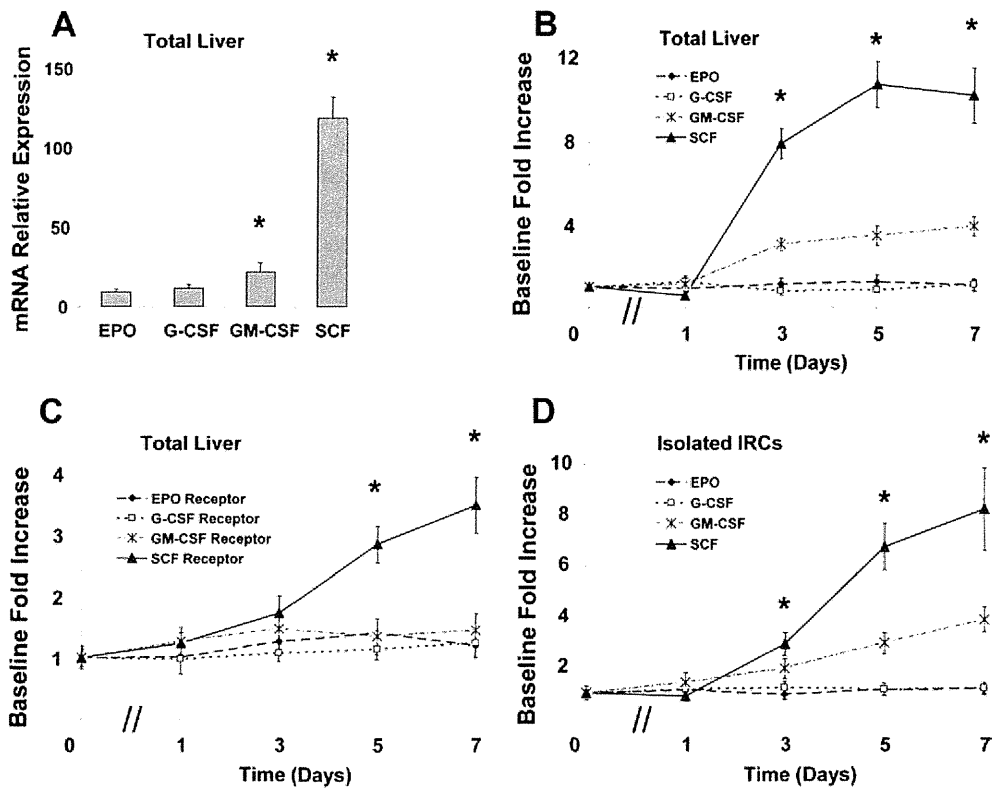 A
Total Liver
mRNA Relative Expression
150
100
50
0
*
*
EPO G-CSF GM-CSF SCF
B
Total Liver
EPO
G-CSF
GM-CSF
SCF
Baseline Fold Increase
12
8
4
* * *
//
0 1 3 5 7
Time (Days)
C
Total Liver
EPO Receptor
G-CSF Receptor
GM-CSF Receptor
SCF Receptor
Baseline Fold Increase
4
3
2
1
* *
//
0 1 3 5 7
Time (Days)
D
Isolated IRCs
EPO
G-CSF
GM-CSF
SCF
Baseline Fold Increase
10
8
6
4
2
* * *
//
0 1 3 5 7
Time (Days)